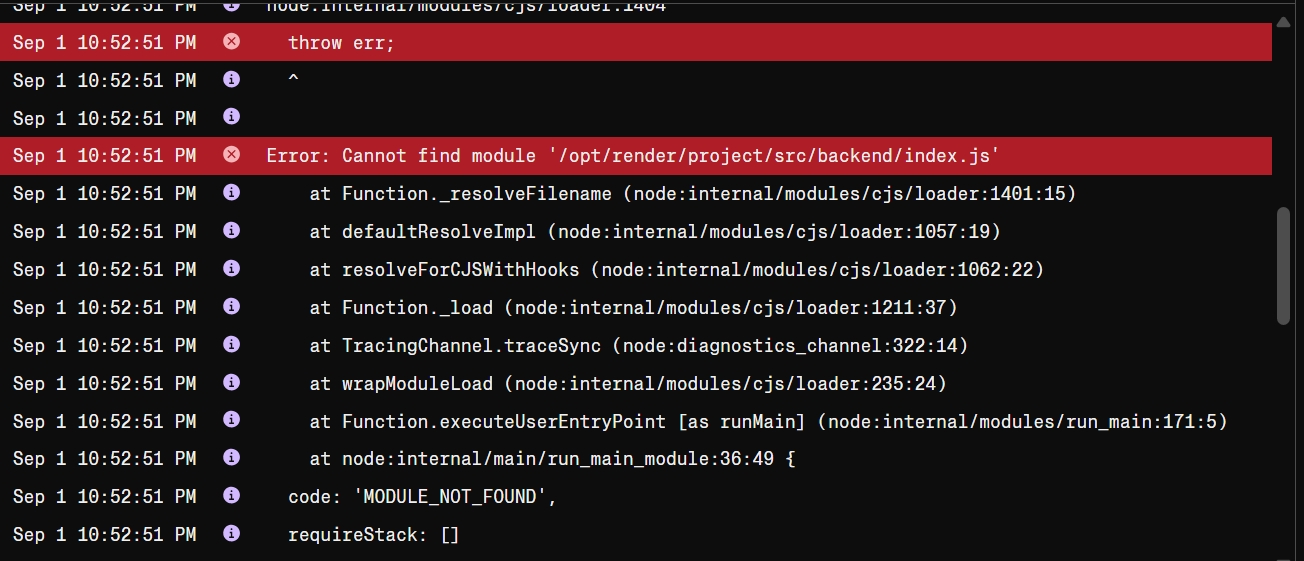 Sep 1 10:52:51 PM node:internal/modules/cjs/loader:1404
Sep 1 10:52:51 PM throw err;
Sep 1 10:52:51 PM ^
Sep 1 10:52:51 PM
Sep 1 10:52:51 PM Error: Cannot find module '/opt/render/project/src/backend/index.js'
Sep 1 10:52:51 PM at Function._resolveFilename (node:internal/modules/cjs/loader:1401:15)
Sep 1 10:52:51 PM at defaultResolveImpl (node:internal/modules/cjs/loader:1057:19)
Sep 1 10:52:51 PM at resolveForCJSWithHooks (node:internal/modules/cjs/loader:1062:22)
Sep 1 10:52:51 PM at Function._load (node:internal/modules/cjs/loader:1211:37)
Sep 1 10:52:51 PM at TracingChannel.traceSync (node:diagnostics_channel:322:14)
Sep 1 10:52:51 PM at wrapModuleLoad (node:internal/modules/cjs/loader:235:24)
Sep 1 10:52:51 PM at Function.executeUserEntryPoint [as runMain] (node:internal/modules/run_main:171:5)
Sep 1 10:52:51 PM at node:internal/main/run_main_module:36:49 {
Sep 1 10:52:51 PM code: 'MODULE_NOT_FOUND',
Sep 1 10:52:51 PM requireStack: []